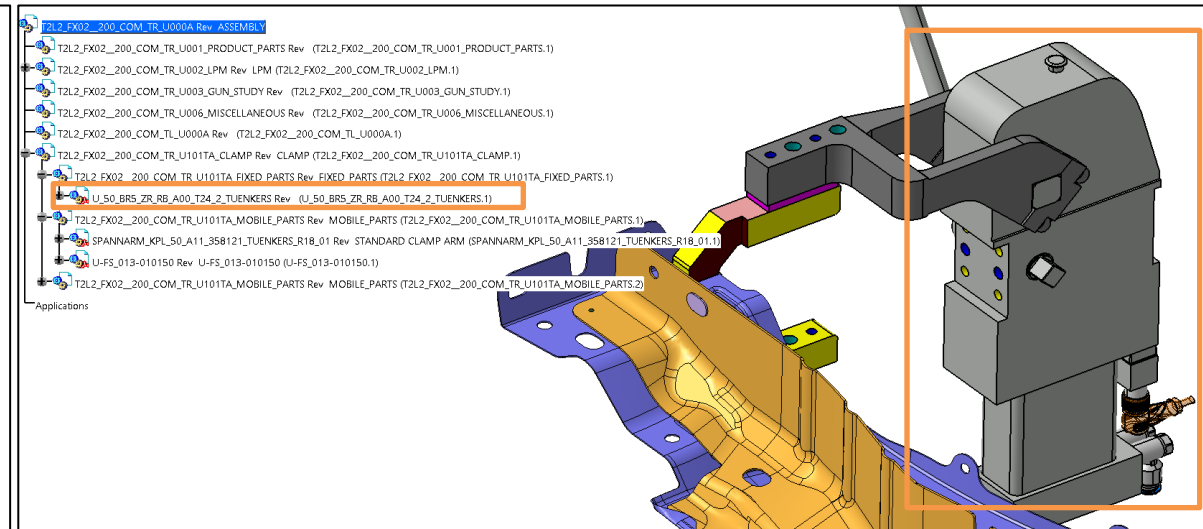 T2L2_FX02__200_COM_TR_U000A Rev ASSEMBLY
T2L2_FX02__200_COM_TR_U001_PRODUCT_PARTS Rev (T2L2_FX02__200_COM_TR_U001_PRODUCT_PARTS.1)
T2L2_FX02__200_COM_TR_U002_LPM Rev LPM (T2L2_FX02__200_COM_TR_U002_LPM.1)
T2L2_FX02__200_COM_TR_U003_GUN_STUDY Rev (T2L2_FX02__200_COM_TR_U003_GUN_STUDY.1)
T2L2_FX02__200_COM_TR_U006_MISCELLANEOUS Rev (T2L2_FX02__200_COM_TR_U006_MISCELLANEOUS.1)
T2L2_FX02__200_COM_TL_U000A Rev (T2L2_FX02__200_COM_TL_U000A.1)
T2L2_FX02__200_COM_TR_U101TA_CLAMP Rev CLAMP (T2L2_FX02__200_COM_TR_U101TA_CLAMP.1)
T2L2_FX02__200_COM_TR_U101TA_FIXED_PARTS Rev FIXED_PARTS (T2L2_FX02__200_COM_TR_U101TA_FIXED_PARTS.1)
U_50_BR5_ZR_RB_A00_T24_2_TUENKERS Rev (U_50_BR5_ZR_RB_A00_T24_2_TUENKERS.1)
T2L2_FX02__200_COM_TR_U101TA_MOBILE_PARTS Rev MOBILE_PARTS (T2L2_FX02__200_COM_TR_U101TA_MOBILE_PARTS.1)
SPANNARM_KPL_50_A11_358121_TUENKERS_R18_01 Rev STANDARD CLAMP ARM (SPANNARM_KPL_50_A11_358121_TUENKERS_R18_01.1)
U-FS_013-010150 Rev U-FS_013-010150 (U-FS_013-010150.1)
T2L2_FX02__200_COM_TR_U101TA_MOBILE_PARTS Rev MOBILE_PARTS (T2L2_FX02__200_COM_TR_U101TA_MOBILE_PARTS.2)
Applications